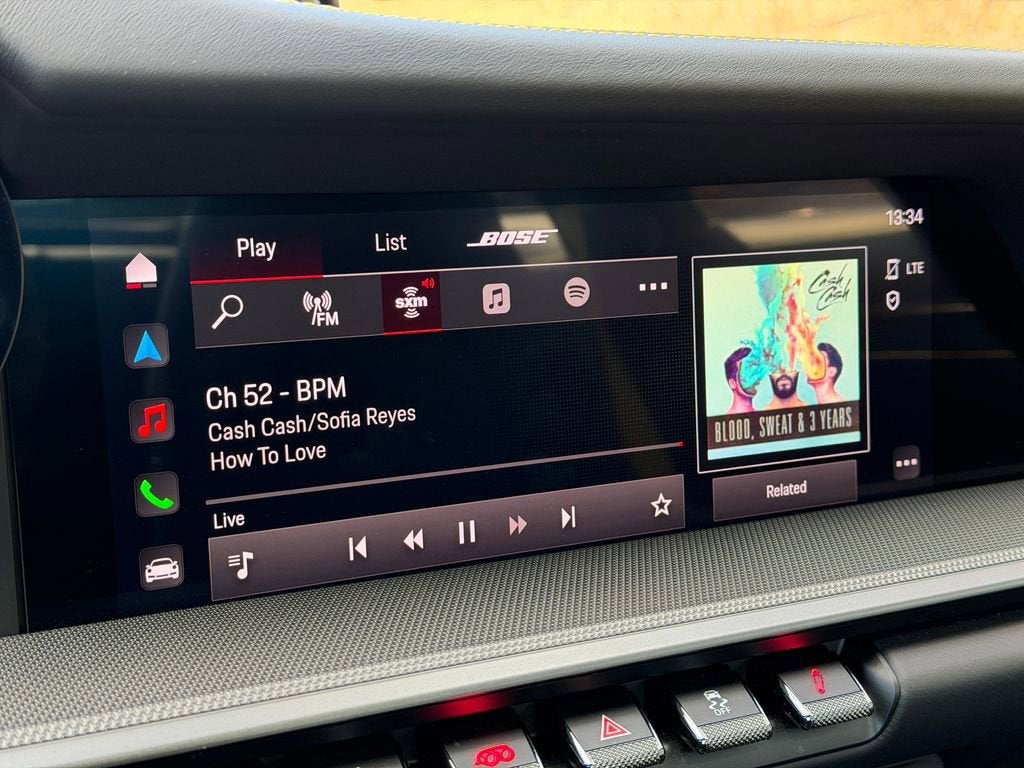 Play
List
BOSE
13:34
FM
sxm
LTE
Cash Cash
BLOOD, SWEAT & 3 YEARS
Ch 52 - BPM
Cash Cash/Sofia Reyes
How To Love
Live
Related
OFF